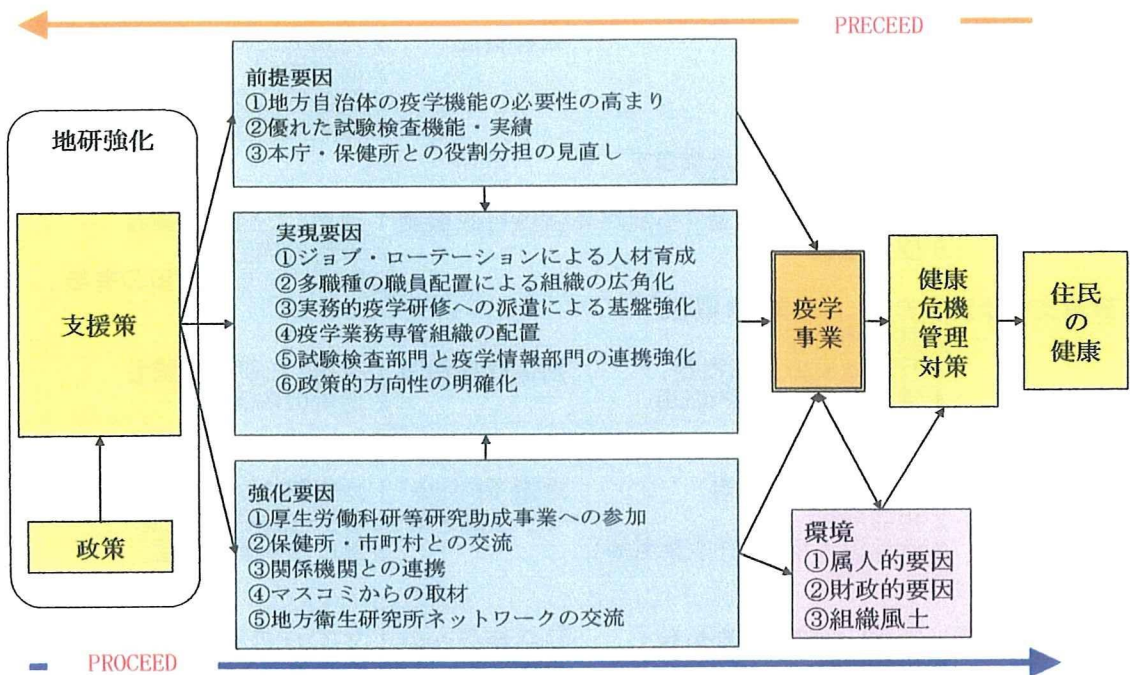 PRECEED
地研強化
支援策
政策
前提要因
①地方自治体の疫学機能の必要性の高まり
②優れた試験検査機能・実績
③本庁・保健所との役割分担の見直し
実現要因
①ジョブ・ローテーションによる人材育成
②多職種の職員配置による組織の広角化
③実務的疫学研修への派遣による基盤強化
④疫学業務専管組織の配置
⑤試験検査部門と疫学情報部門の連携強化
⑥政策的方向性の明確化
強化要因
①厚生労働科研等研究助成事業への参加
②保健所・市町村との交流
③関係機関との連携
④マスコミからの取材
⑤地方衛生研究所ネットワークの交流
疫学
事業
健康
危機
管理
対策
住民
の
健康
環境
①属人的要因
②財政的要因
③組織風土
PROCEED